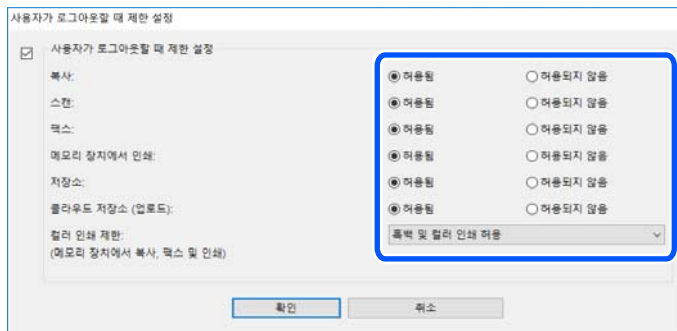 사용자가 로그아웃할 때 제한 설정
사용자가 로그아웃할 때 제한 설정
복사: 허용됨 허용되지 않음
스캔: 허용됨 허용되지 않음
팩스: 허용됨 허용되지 않음
메모리 장치에서 인쇄: 허용됨 허용되지 않음
저장소: 허용됨 허용되지 않음
클라우드 저장소 (업로드): 허용됨 허용되지 않음
컬러 인쇄 제한: 흑백 및 컬러 인쇄 허용
(메모리 장치에서 복사, 팩스 및 인쇄)
확인 취소